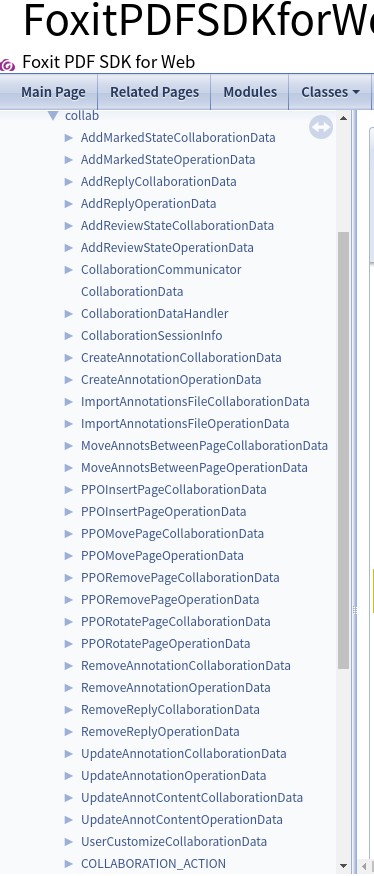 FoxitPDFSDKforWe
Foxit PDF SDK for Web
Main Page Related Pages Modules Classes
collab
AddMarkedStateCollaborationData
AddMarkedStateOperationData
AddReplyCollaborationData
AddReplyOperationData
AddReviewStateCollaborationData
AddReviewStateOperationData
CollaborationCommunicator
CollaborationData
CollaborationDataHandler
CollaborationSessionInfo
CreateAnnotationCollaborationData
CreateAnnotationOperationData
ImportAnnotationsFileCollaborationData
ImportAnnotationsFileOperationData
MoveAnnotsBetweenPageCollaborationData
MoveAnnotsBetweenPageOperationData
PPOInsertPageCollaborationData
PPOInsertPageOperationData
PPOMovePageCollaborationData
PPOMovePageOperationData
PPORemovePageCollaborationData
PPORemovePageOperationData
PPORotatePageCollaborationData
PPORotatePageOperationData
RemoveAnnotationCollaborationData
RemoveAnnotationOperationData
RemoveReplyCollaborationData
RemoveReplyOperationData
UpdateAnnotationCollaborationData
UpdateAnnotationOperationData
UpdateAnnotContentCollaborationData
UpdateAnnotContentOperationData
UserCustomizeCollaborationData
COLLABORATION_ACTION